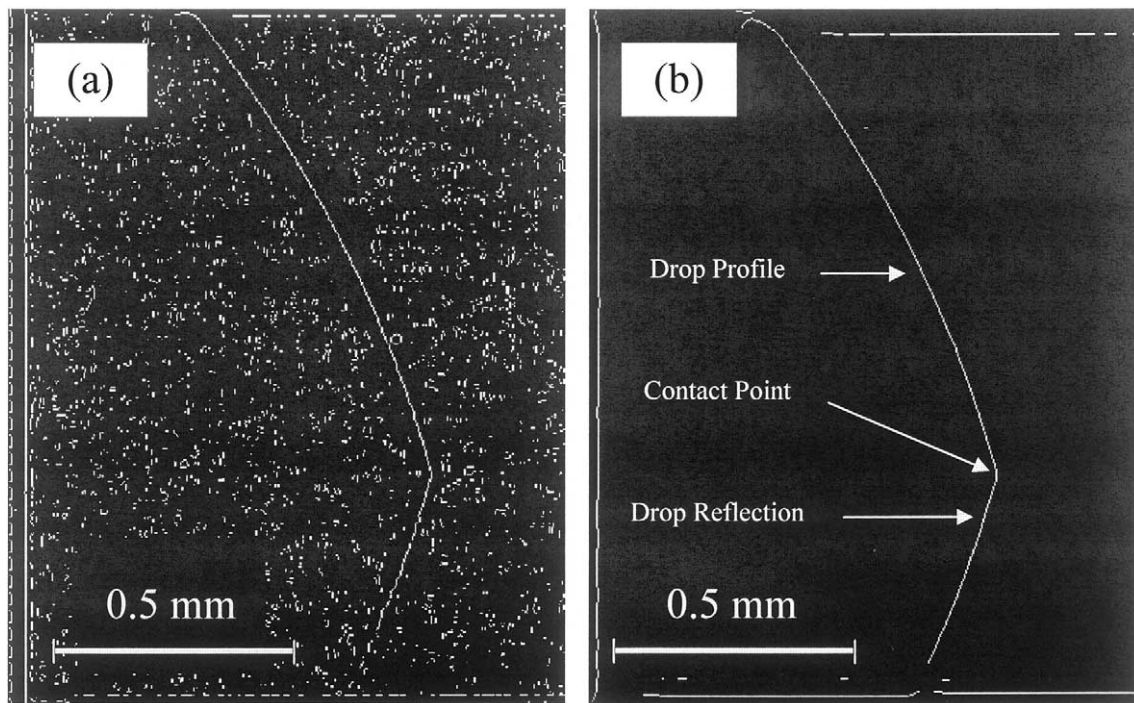 (a)
(b)
Drop Profile
Contact Point
Drop Reflection
0.5 mm
0.5 mm